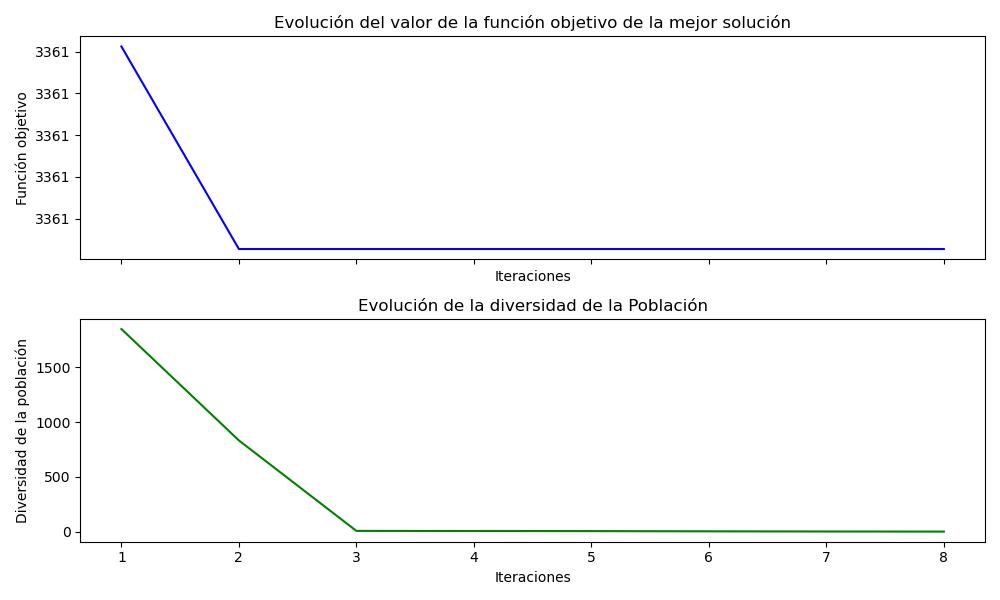 Evolución del valor de la función objetivo de la mejor solución
Función objetivo
3361
3361
3361
3361
3361
Iteraciones
Evolución de la diversidad de la Población
Diversidad de la población
1500
1000
500
0
1 2 3 4 5 6 7 8
Iteraciones